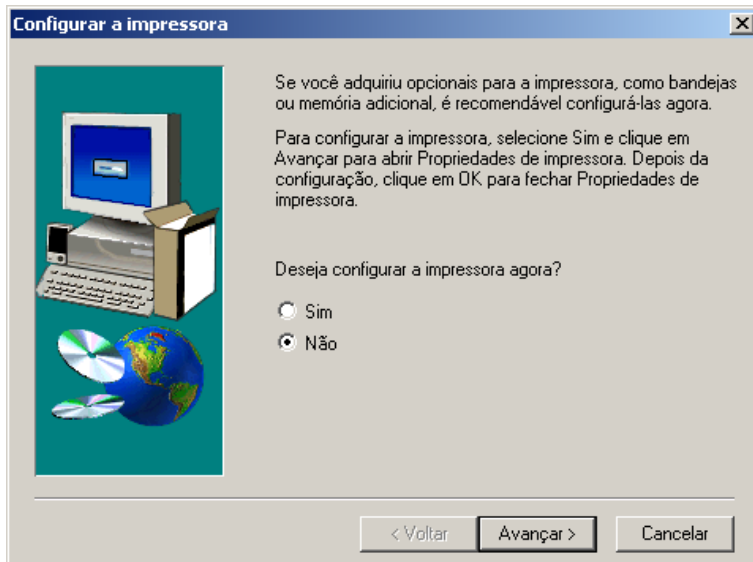 Configurar a impressora
Se você adquiriu opcionais para a impressora, como bandejas
ou memória adicional, é recomendável configurá-las agora.
Para configurar a impressora, selecione Sim e clique em
Avançar para abrir Propriedades de impressora. Depois da
configuração, clique em OK para fechar Propriedades de
impressora.
Deseja configurar a impressora agora?
Sim
Não
< Voltar
Avançar >
Cancelar